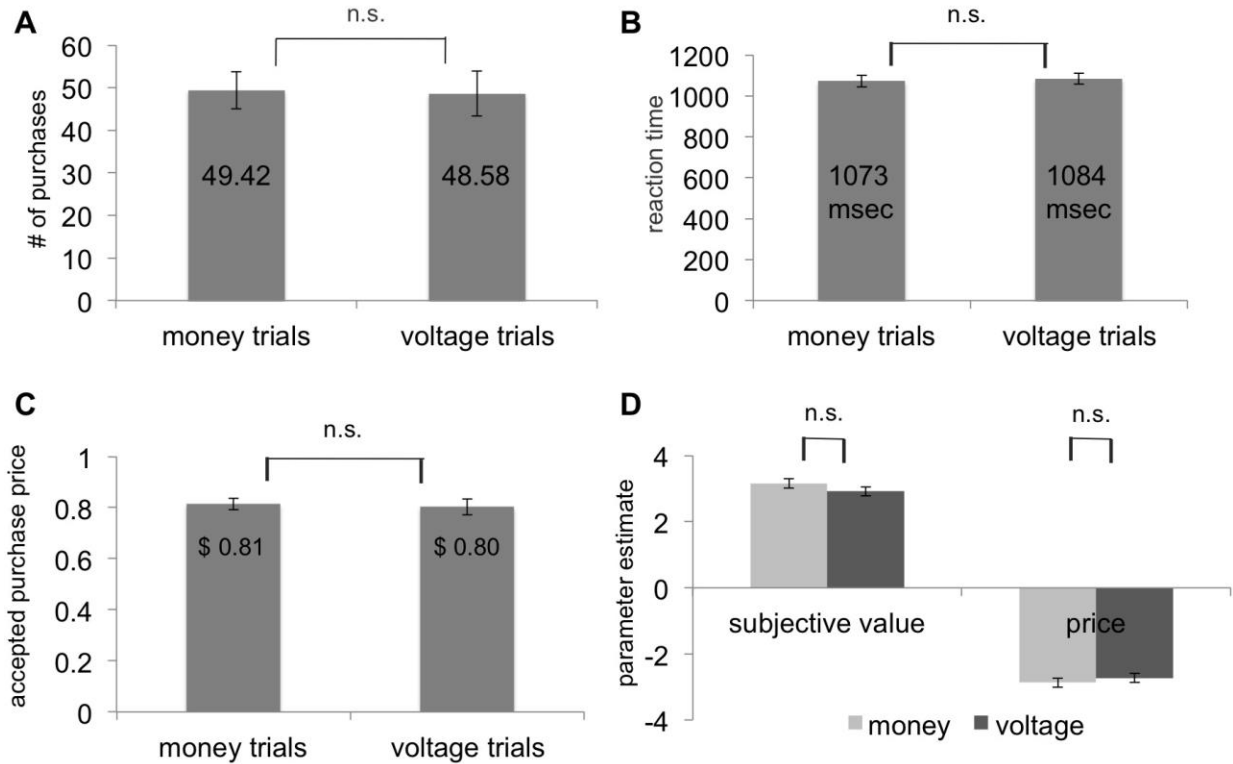 A
n.s.
# of purchases
60
50
40
30
20
10
0
49.42
48.58
money trials
voltage trials
B
n.s.
reaction time
1200
1000
800
600
400
200
0
1073
msec
1084
msec
money trials
voltage trials
C
n.s.
accepted purchase price
1
0.8
0.6
0.4
0.2
0
$ 0.81
$ 0.80
money trials
voltage trials
D
n.s.
n.s.
parameter estimate
4
2
0
-2
-4
subjective value
price
money
voltage